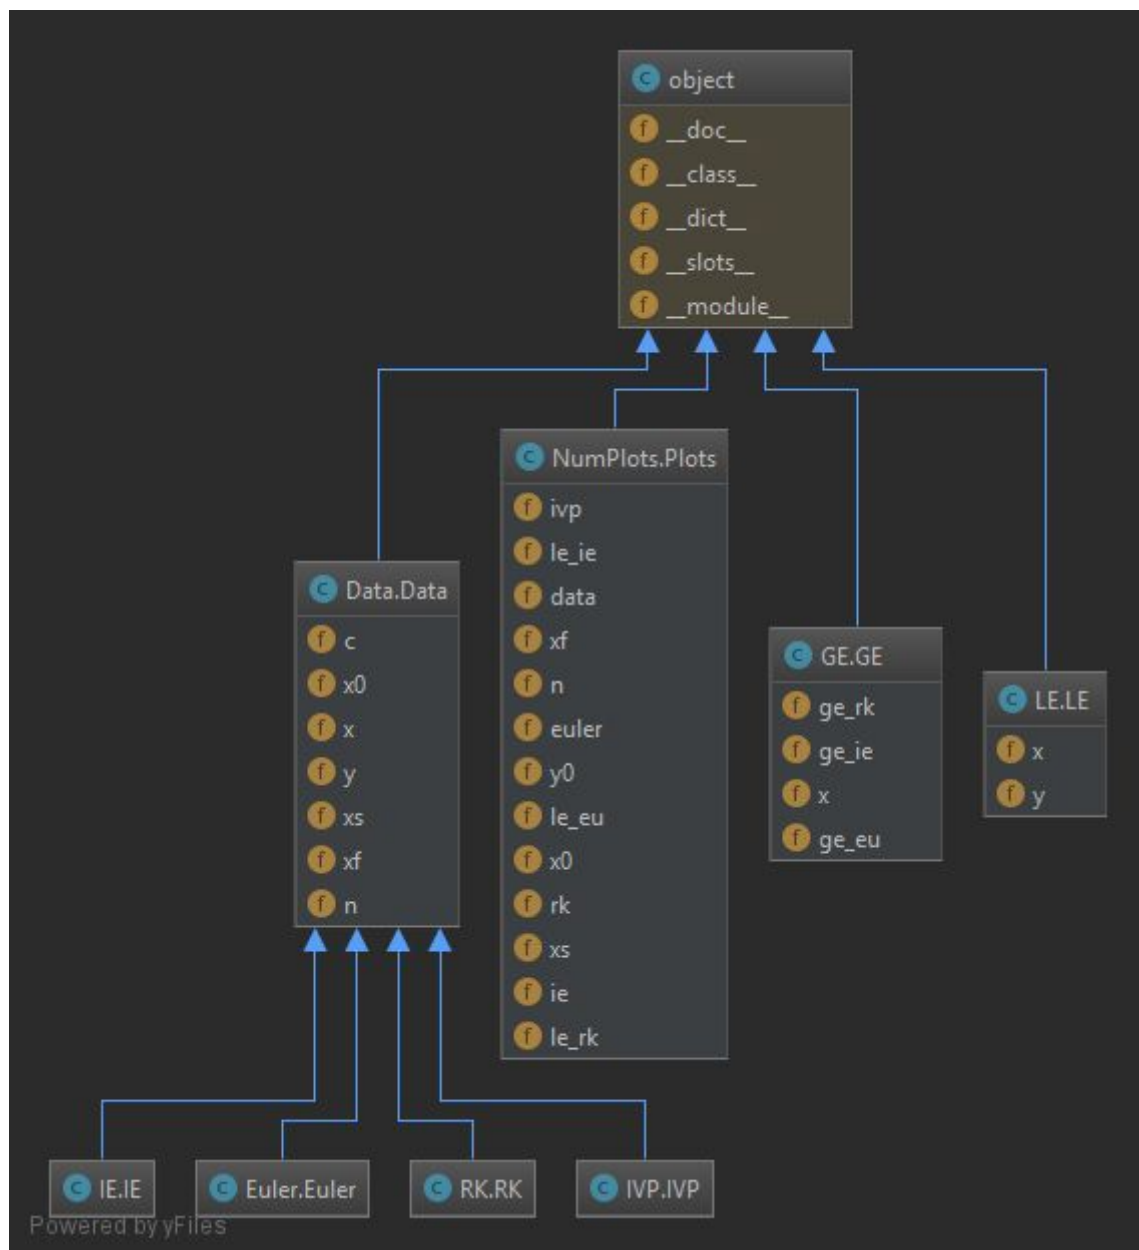 object
__doc__
__class__
__dict__
__slots__
__module__
NumPlots.Plots
ivp
le_ie
data
xf
n
euler
y0
le_eu
x0
rk
xs
ie
le_rk
Data.Data
c
x0
x
y
xs
xf
n
GE.GE
ge_rk
ge_ie
x
ge_eu
LE.LE
x
y
IE.IE
Euler.Euler
RK.RK
IVP.IVP
Powered by yFiles